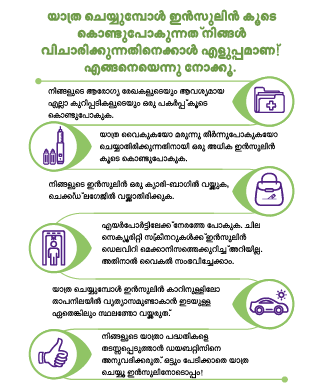 യാത്ര ചെയ്യുമ്പോൾ ഇൻസുലിൻ കൂടെ
കൊണ്ടുപോകുന്നത് നിങ്ങൾ
വിചാരിക്കുന്നതിനെക്കാൾ എളുപ്പമാണ്!
എങ്ങനെയെന്നു നോക്കൂ.
നിങ്ങളുടെ ആരോഗ്യ രേഖകളുടെയും ആവശ്യമായ
എല്ലാ കുറിപ്പടികളുടെയും ഒരു പകർപ്പ് കൂടെ
കൊണ്ടുപോകുക.
യാത്ര വൈകുകയോ മരുന്നു തീർന്നുപോകുകയോ
ചെയ്യാതിരിക്കുന്നതിനായി ഒരു അധിക ഇൻസുലിൻ
കൂടെ കൊണ്ടുപോകുക.
നിങ്ങളുടെ ഇൻസുലിൻ ഒരു ക്യാരി-ബാഗിൽ വയ്ക്കുക,
ചെക്ക്ഡ് ലഗേജിൽ വയ്ക്കാതിരിക്കുക.
എയർപോർട്ടിലേക്ക് നേരത്തേ പോകുക. ചില
സെക്യൂരിറ്റി സ്കീനറുകൾക്ക് ഇൻസുലിൻ
ഡെലിവറി മെക്കാനിസത്തെക്കുറിച്ച് അറിയില്ല.
അതിനാൽ വൈകൽ സംഭവിച്ചേക്കാം.
യാത്ര ചെയ്യുമ്പോൾ ഇൻസുലിൻ കാറിനുള്ളിലോ
താപനിലയിൽ വ്യത്യാസമുണ്ടാകാൻ ഇടയുള്ള
ഏതെങ്കിലും സ്ഥലത്തോ വയ്ക്കരുത്.
നിങ്ങളുടെ യാത്രാ പദ്ധതികളെ
തടസ്സപ്പെടുത്താൻ ഡയബറ്റിസിനെ
അനുവദിക്കരുത്. ഒട്ടും പേടിക്കാതെ യാത്ര
ചെയ്യൂ ഇൻസുലിനോടൊപ്പം!